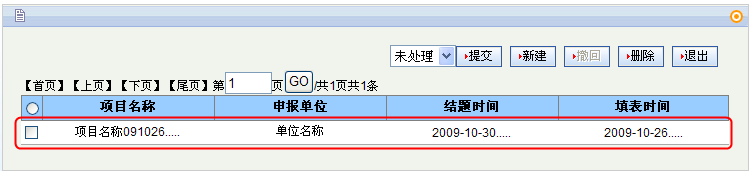 未处理 提交 新建 撤回 删除 退出
【首页】【上页】【下页】【尾页】第1页GO/共1页共1条
项目名称 申报单位 结题时间 填表时间
项目名称091026..... 单位名称 2009-10-30..... 2009-10-26.....